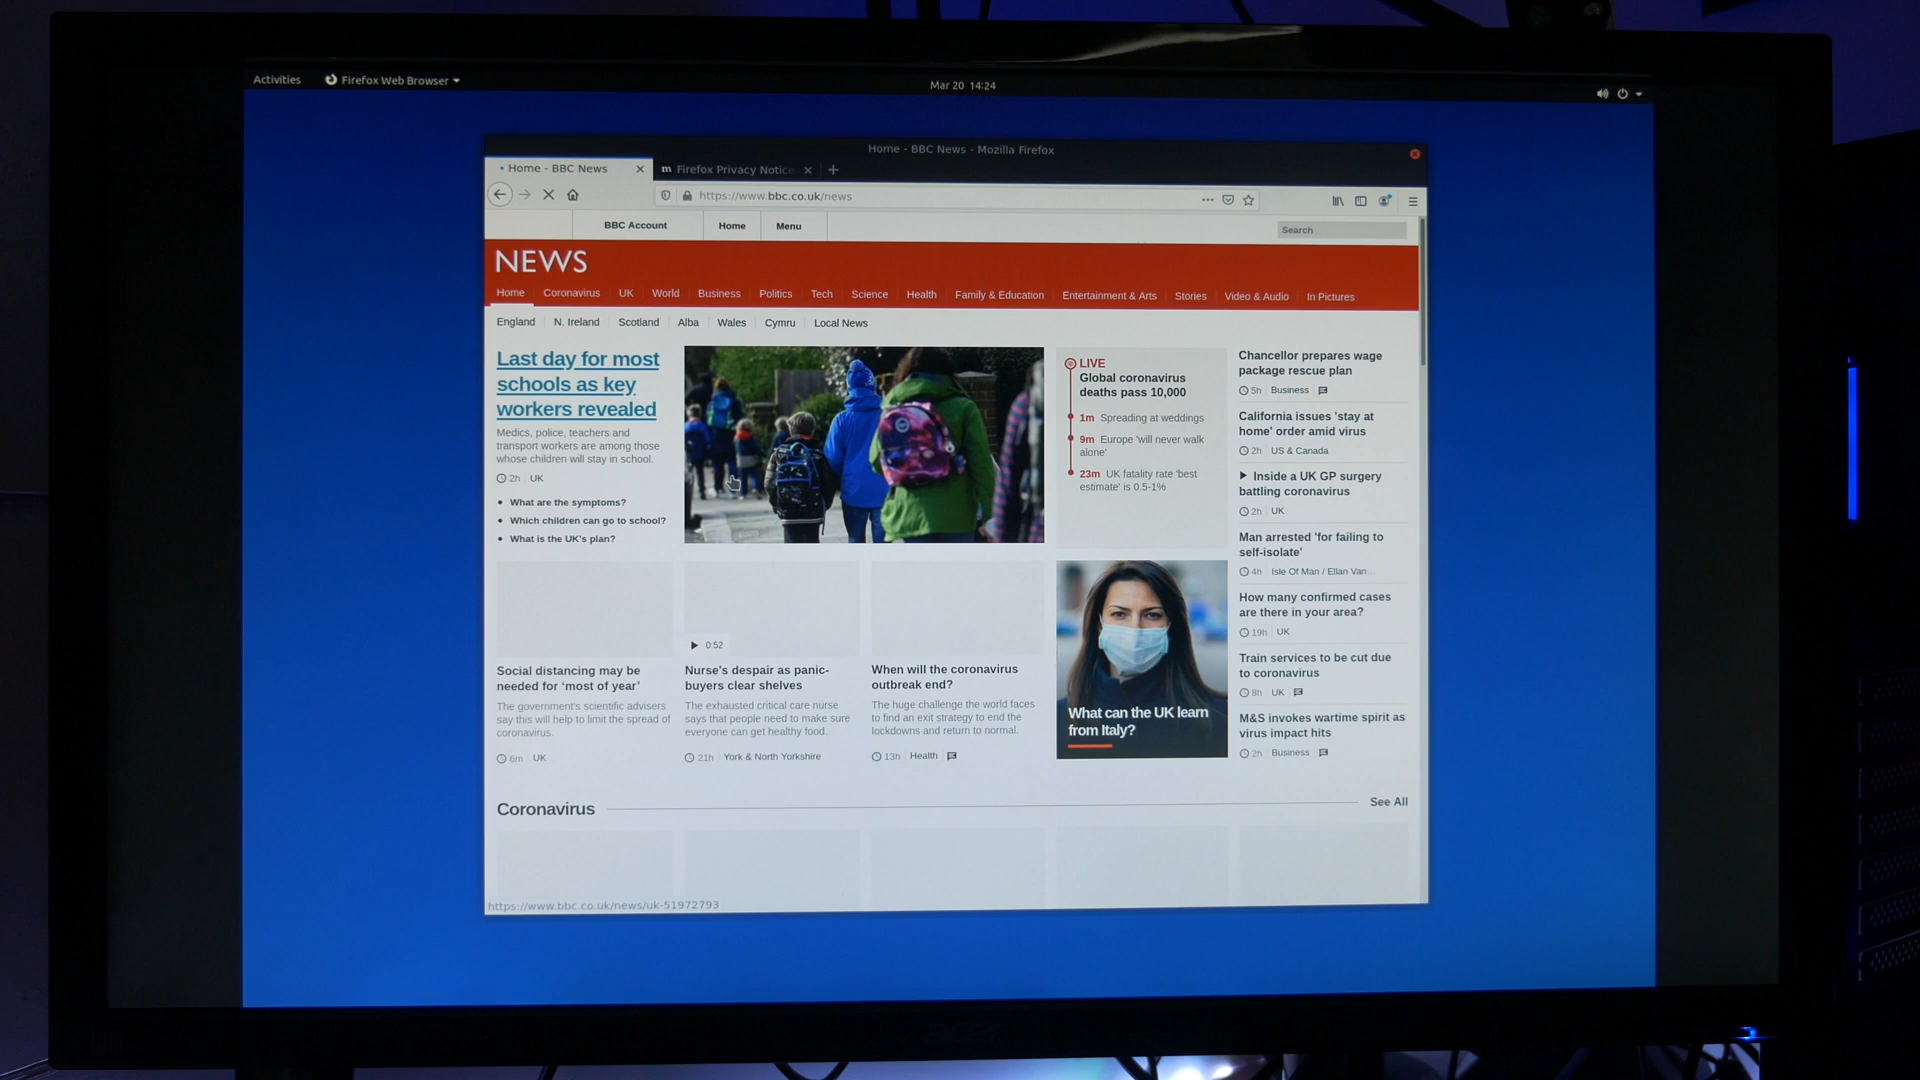 Activities
Firefox Web Browser
Mar 20 14:24
Home - BBC News - Mozilla Firefox
Home - BBC News
m Firefox Privacy Notice
https://www.bbc.co.uk/news
BBC Account
Home
Menu
Search
NEWS
Home
Coronavirus
UK
World
Business
Politics
Tech
Science
Health
Family & Education
Entertainment & Arts
Stories
Video & Audio
In Pictures
England
N. Ireland
Scotland
Alba
Wales
Cymru
Local News
Last day for most
schools as key
workers revealed
Medics, police, teachers and
transport workers are among those
whose children will stay in school.
2h UK
What are the symptoms?
Which children can go to school?
What is the UK's plan?
LIVE
Global coronavirus
deaths pass 10,000
1m Spreading at weddings
9m Europe 'will never walk
alone'
23m UK fatality rate 'best
estimate' is 0.5-1%
Chancellor prepares wage
package rescue plan
5h Business
California issues 'stay at
home' order amid virus
2h US & Canada
Inside a UK GP surgery
battling coronavirus
2h UK
Man arrested 'for failing to
self-isolate'
4h Isle Of Man / Ellan Van...
How many confirmed cases
are there in your area?
19h UK
Train services to be cut due
to coronavirus
8h UK
M&S invokes wartime spirit as
virus impact hits
2h Business
Social distancing may be
needed for ‘most of year’
The government's scientific advisers
say this will help to limit the spread of
coronavirus.
6m UK
0:52
Nurse's despair as panic-
buyers clear shelves
The exhausted critical care nurse
says that people need to make sure
everyone can get healthy food.
21h York & North Yorkshire
When will the coronavirus
outbreak end?
The huge challenge the world faces
to find an exit strategy to end the
lockdowns and return to normal.
13h Health
What can the UK learn
from Italy?
Coronavirus
See All
https://www.bbc.co.uk/news/uk-51972793
acer